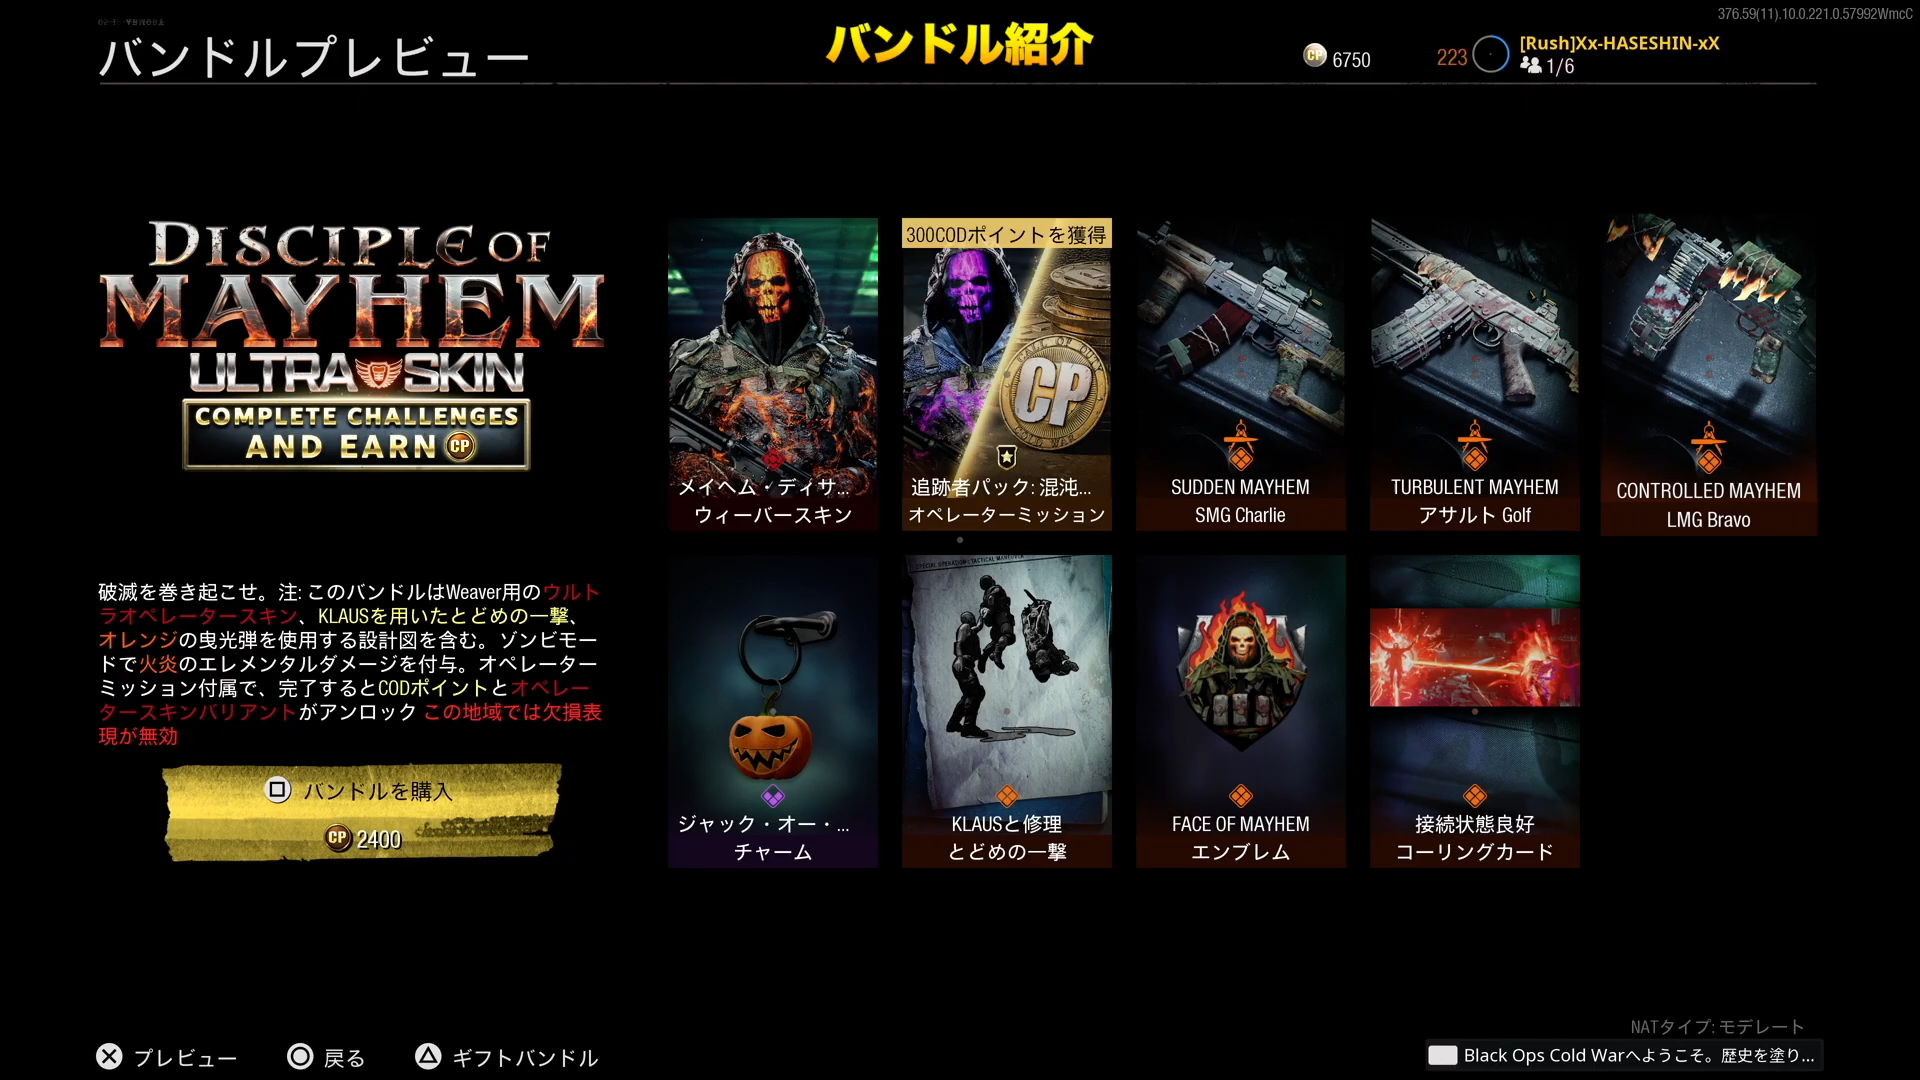 バンドルプレビュー
バンドル紹介
6750
223
[Rush]Xx-HASESHIN-xX
1/6
376.59(11).10.0.221.0.57992WmcC
DISCIPLE OF
MAYHEM
ULTRA SKIN
COMPLETE CHALLENGES
AND EARN CP
破滅を巻き起こせ。注: このバンドルはWeaver用のウルト
ラオペレータースキン、KLAUSを用いたとどめの一撃、
オレンジの曳光弾を使用する設計図を含む。ゾンビモー
ドで火炎のエレメンタルダメージを付与。オペレーター
ミッション付属で、完了するとCODポイントとオペレー
タースキンバリアントがアンロック この地域では欠損表
現が無効
バンドルを購入
CP 2400
メイヘム・ディサ...
ウィーバースキン
300CODポイントを獲得
CALL OF DUTY
CP
COLD WAR
追跡者パック: 混沌...
オペレーターミッション
SUDDEN MAYHEM
SMG Charlie
TURBULENT MAYHEM
アサルト Golf
CONTROLLED MAYHEM
LMG Bravo
ジャック・オー・...
チャーム
SPECIAL OPERATION: TACTICAL MANEUVER
KLAUSと修理
とどめの一撃
FACE OF MAYHEM
エンブレム
接続状態良好
コーリングカード
プレビュー
戻る
ギフトバンドル
NATタイプ: モデレート
Black Ops Cold Warへようこそ。歴史を塗り...